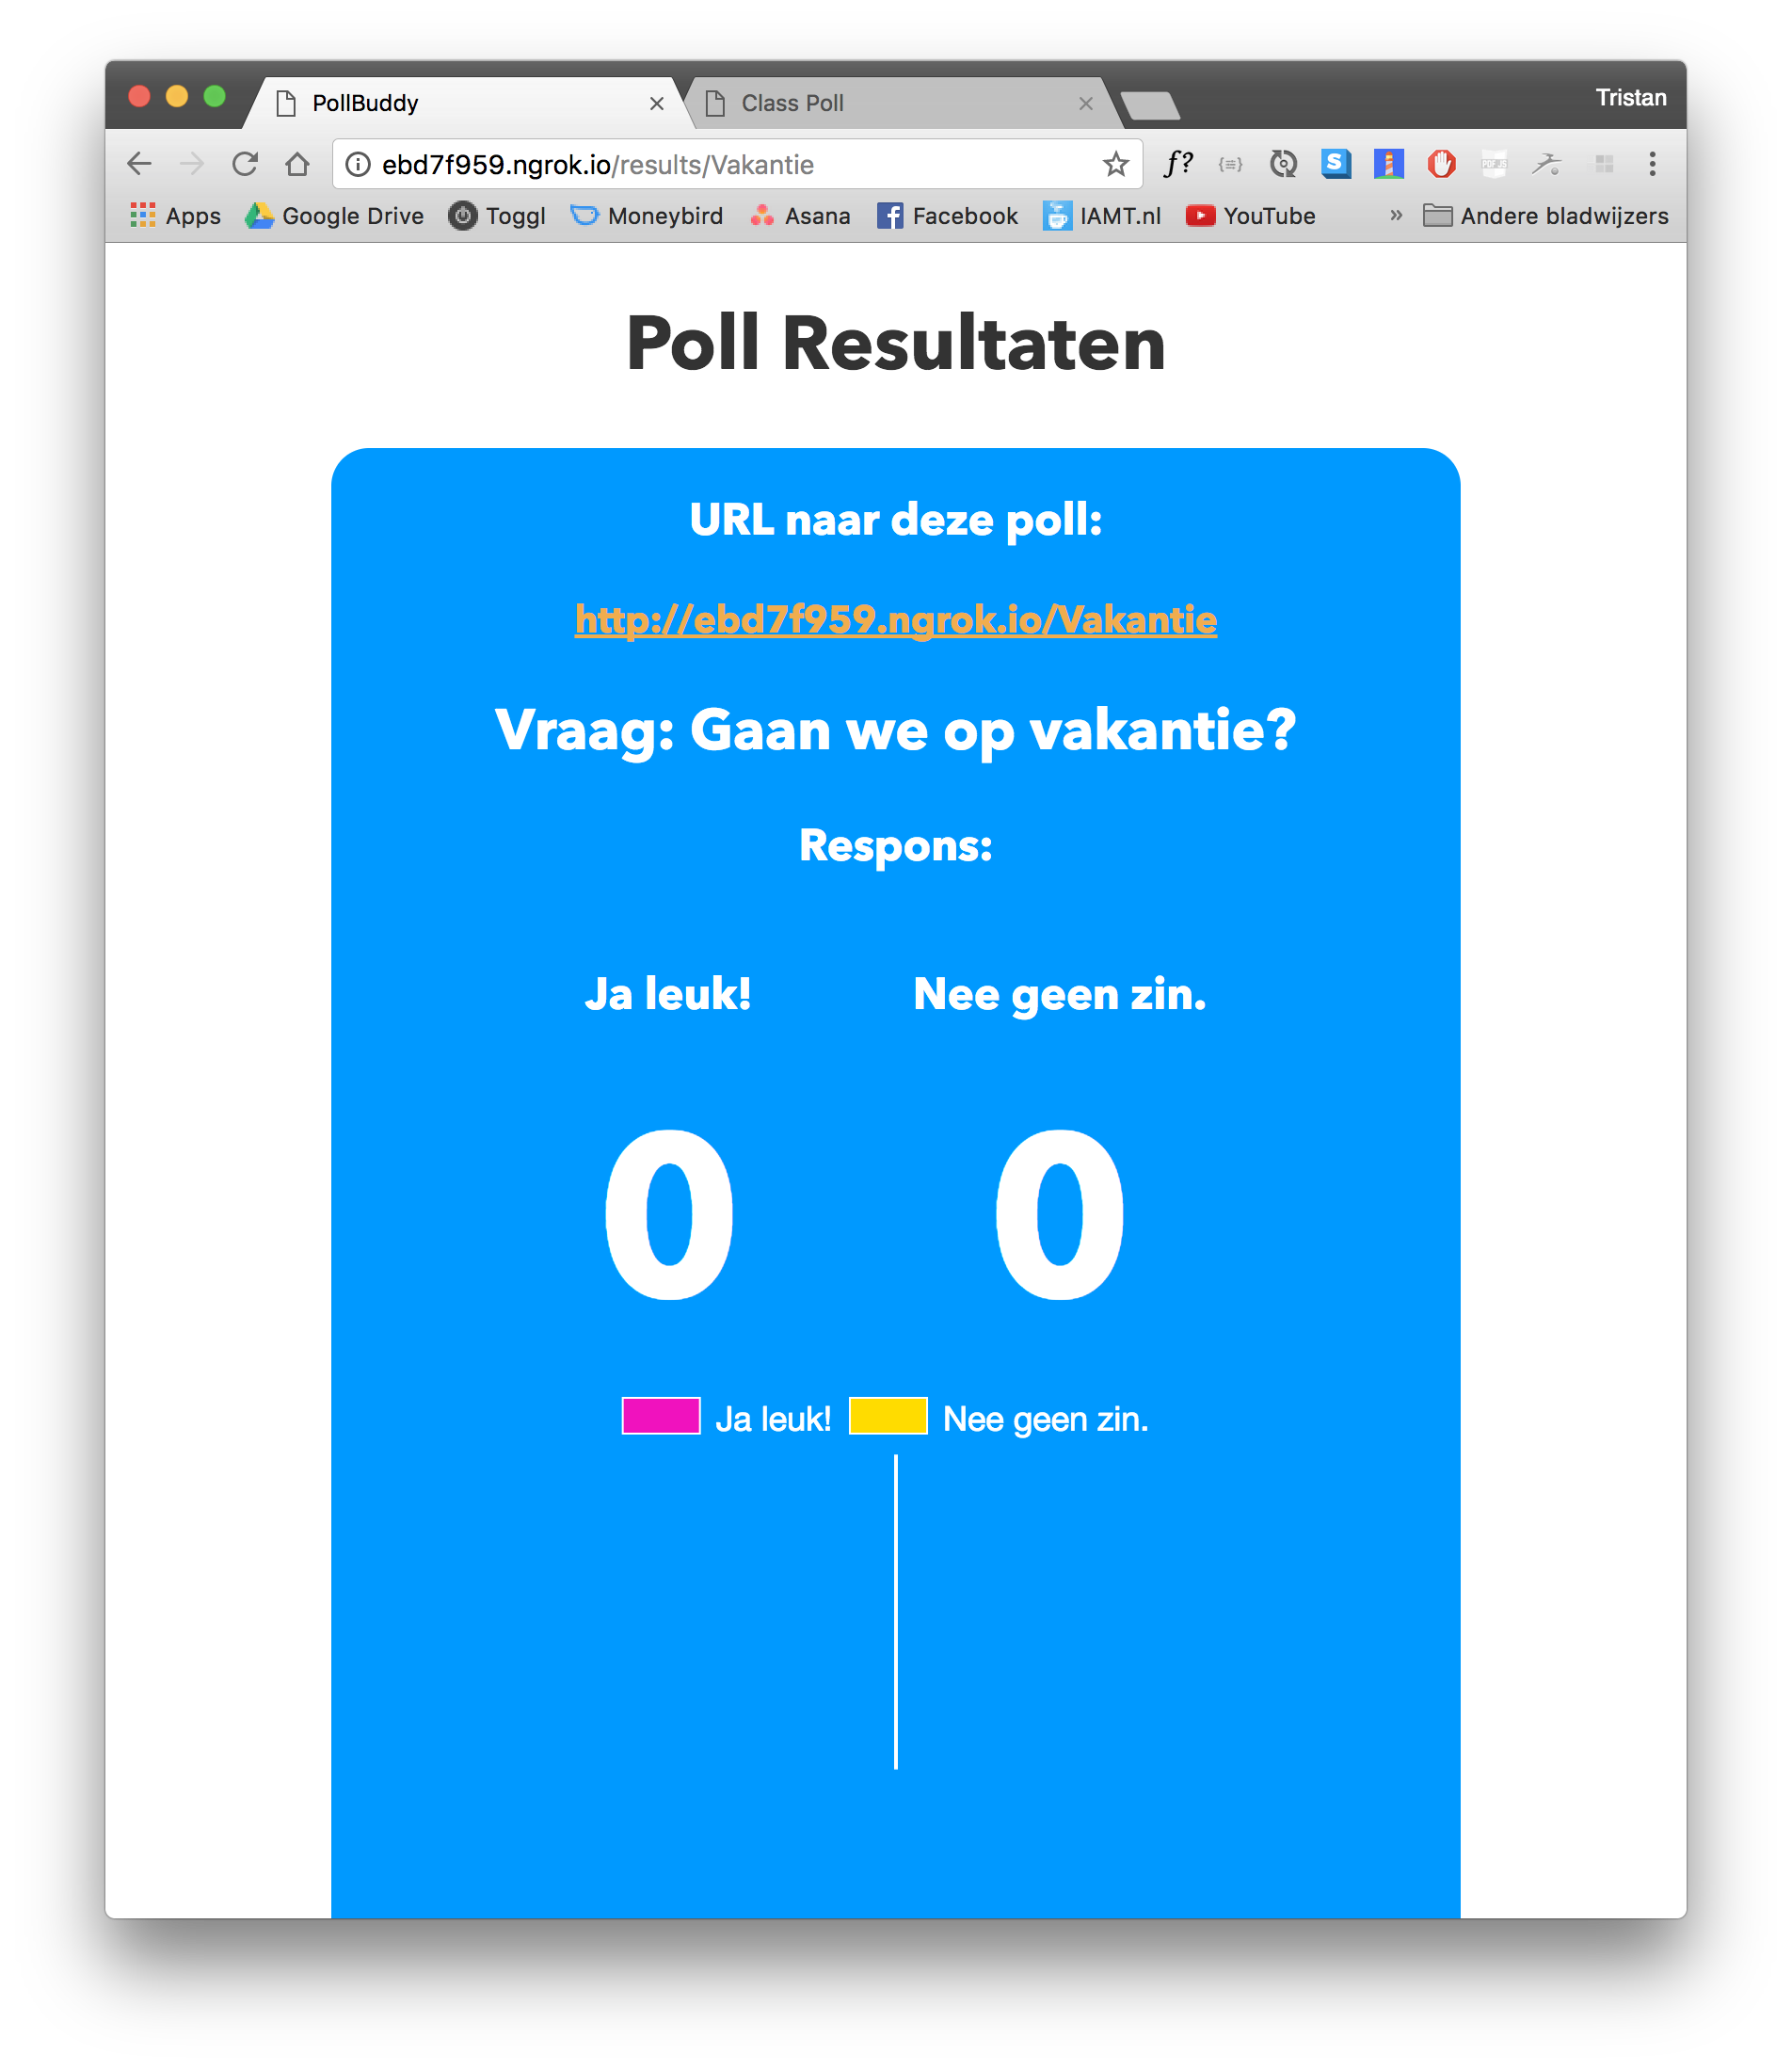 PollBuddy
Class Poll
Tristan
ebd7f959.ngrok.io/results/Vakantie
f?
{≡}
S
PDF.JS
Apps
Google Drive
Toggl
Moneybird
Asana
Facebook
IAMT.nl
YouTube
»
Andere bladwijzers
Poll Resultaten
URL naar deze poll:
http://ebd7f959.ngrok.io/Vakantie
Vraag: Gaan we op vakantie?
Respons:
Ja leuk! Nee geen zin.
0 0
Ja leuk! Nee geen zin.